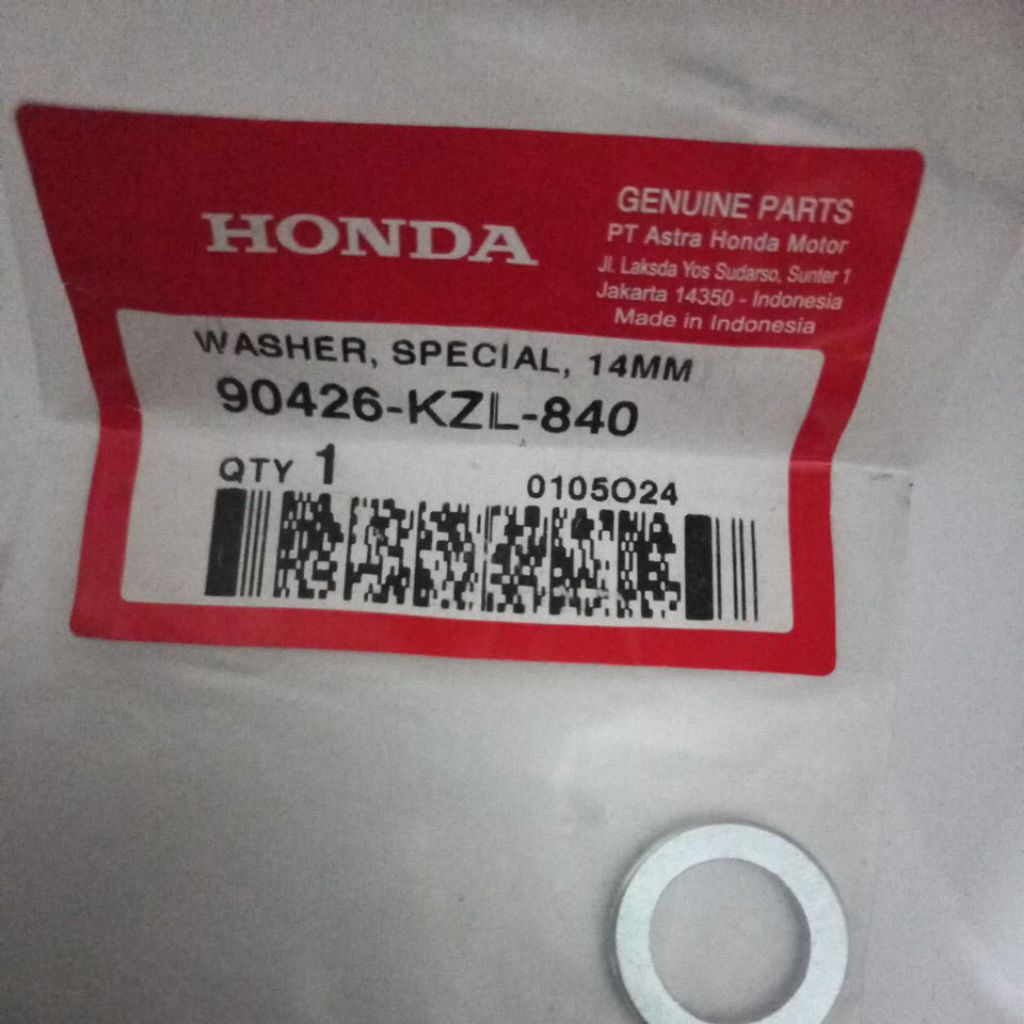 HONDA
GENUINE PARTS
PT Astra Honda Motor
Jl. Laksda Yos Sudarso, Sunter 1
Jakarta 14350 - Indonesia
Made in Indonesia
WASHER, SPECIAL, 14MM
90426-KZL-840
QTY 1
0105O24